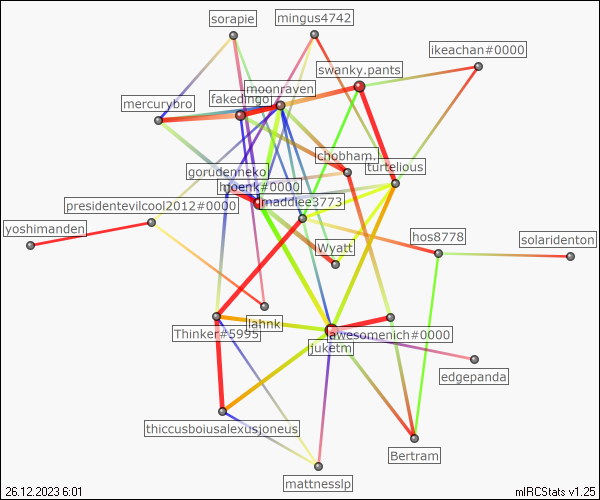 sorapie
mingus4742
ikeachan#0000
swanky.pants
moonraven
fakedingo
mercurybro
chobham.
turtelious
gorudenneko
hjoenk#0000
maddiee3773
presidentevilcool2012#0000
yoshimanden
hos8778
solaridenton
Wyatt
lahnk
Thinker#5995
awesomenich#0000
juketm
edgepanda
thiccusboiusalexusjoneus
Bertram
mattnesslp
26.12.2023 6:01
mIRCStats v1.25